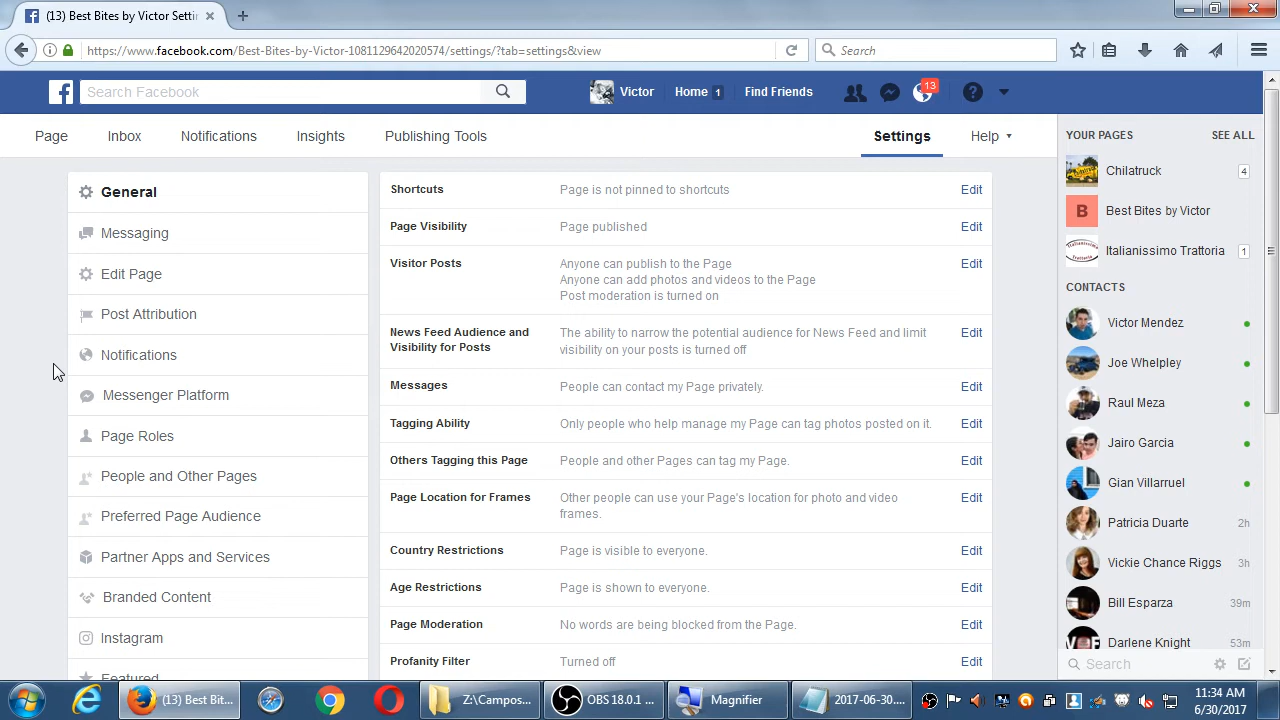 (13) Best Bites by Victor Setti
https://www.facebook.com/Best-Bites-by-Victor-1081129642020574/settings/?tab=settings&view
Search
Search Facebook
Victor
Home 1
Find Friends
13
Page
Inbox
Notifications
Insights
Publishing Tools
Settings
Help
General
Messaging
Edit Page
Post Attribution
Notifications
Messenger Platform
Page Roles
People and Other Pages
Preferred Page Audience
Partner Apps and Services
Branded Content
Instagram
Featured
Shortcuts Page is not pinned to shortcuts Edit
Page Visibility Page published Edit
Visitor Posts Anyone can publish to the Page Edit
Anyone can add photos and videos to the Page
Post moderation is turned on
News Feed Audience and The ability to narrow the potential audience for News Feed and limit Edit
Visibility for Posts visibility on your posts is turned off
Messages People can contact my Page privately. Edit
Tagging Ability Only people who help manage my Page can tag photos posted on it. Edit
Others Tagging this Page People and other Pages can tag my Page. Edit
Page Location for Frames Other people can use your Page's location for photo and video Edit
frames.
Country Restrictions Page is visible to everyone. Edit
Age Restrictions Page is shown to everyone. Edit
Page Moderation No words are being blocked from the Page. Edit
Profanity Filter Turned off Edit
YOUR PAGES SEE ALL
Chilatruck 4
B Best Bites by Victor
Italianissimo Trattoria 1
CONTACTS
Victor Mendez
Joe Whelpley
Raul Meza
Jairo Garcia
Gian Villarruel
Patricia Duarte 2h
Vickie Chance Riggs 3h
Bill Esparza 39m
Darlene Knight 53m
Search
(13) Best Bit...
Z:\Campos...
OBS 18.0.1 ...
Magnifier
2017-06-30....
11:34 AM
6/30/2017